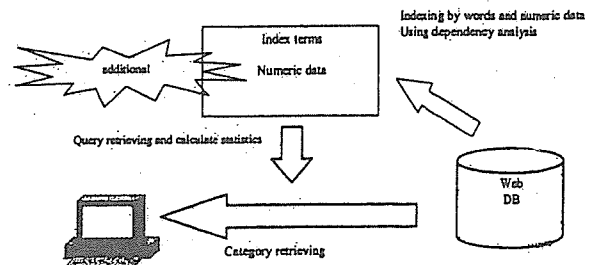 Indexing by words and numeric data
Using dependency analysis
Index terms
additional
Numeric data
Query retrieving and calculate statistics
Web
DB
Category retrieving